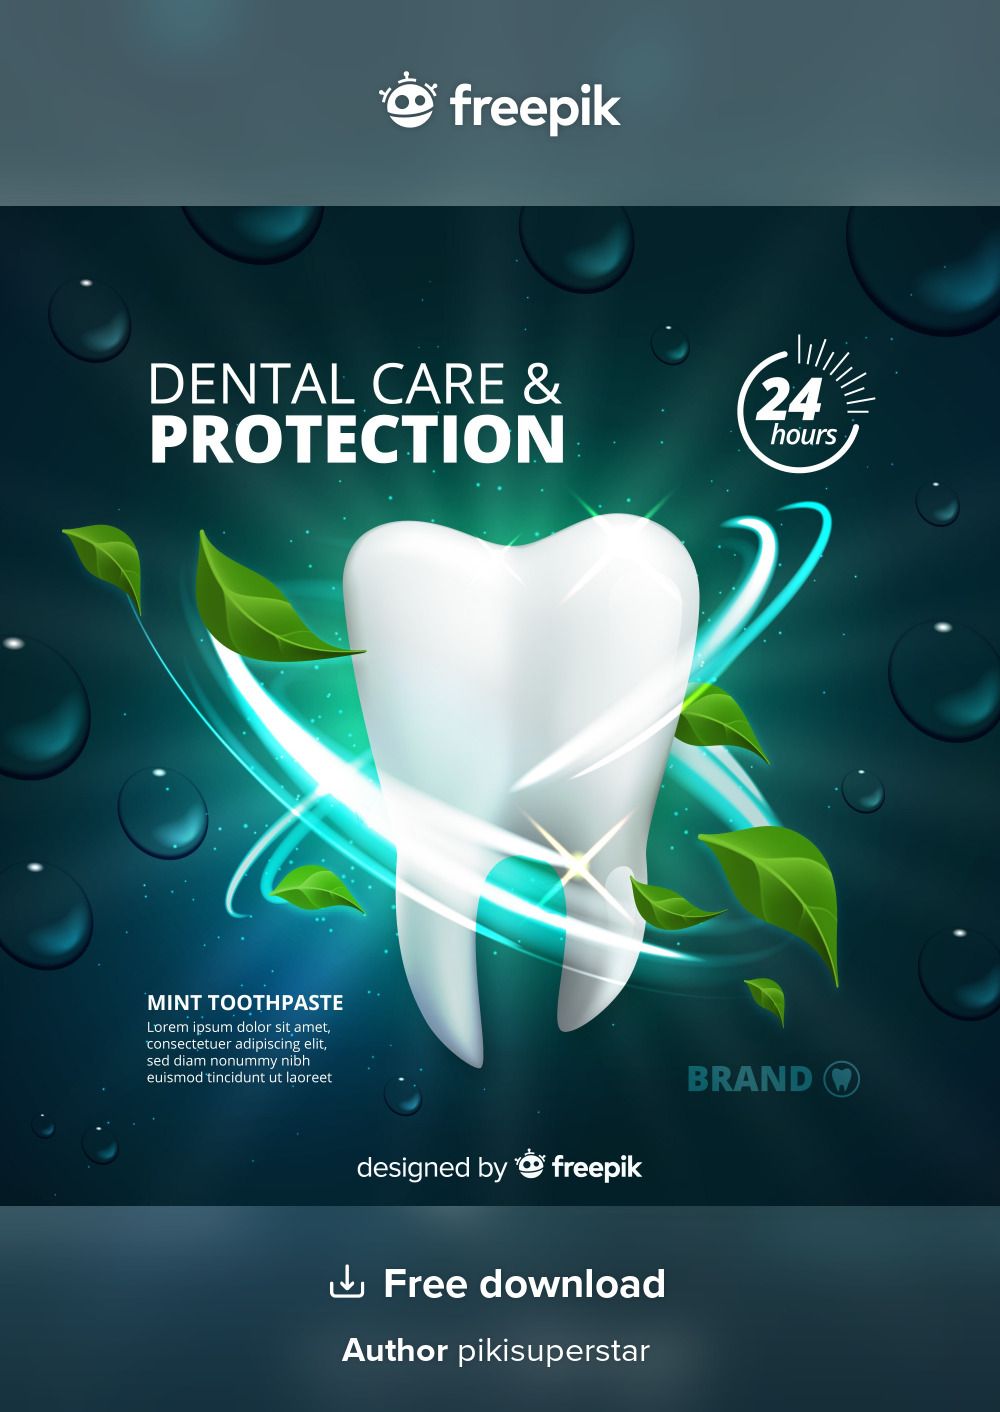 freepik
DENTAL CARE &
PROTECTION
24
hours
MINT TOOTHPASTE
Lorem ipsum dolor sit amet,
consectetuer adipiscing elit,
sed diam nonummy nibh
euismod tincidunt ut laoreet
BRAND
designed by freepik
Free download
Author pikisuperstar